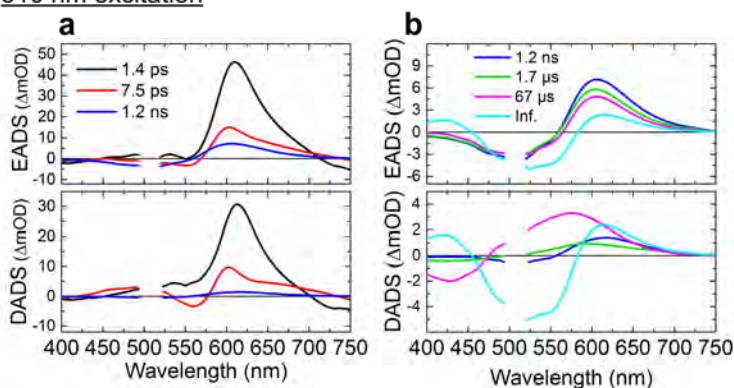 nm excitation
a
50
40
30
20
10
0
-10
EADS (ΔmOD)
1.4 ps
7.5 ps
1.2 ns
30
20
10
0
-10
DADS (ΔmOD)
400 450 500 550 600 650 700 750
Wavelength (nm)
b
9
6
3
0
-3
-6
EADS (ΔmOD)
1.2 ns
1.7 μs
67 μs
Inf.
4
2
0
-2
-4
DADS (ΔmOD)
400 450 500 550 600 650 700 750
Wavelength (nm)